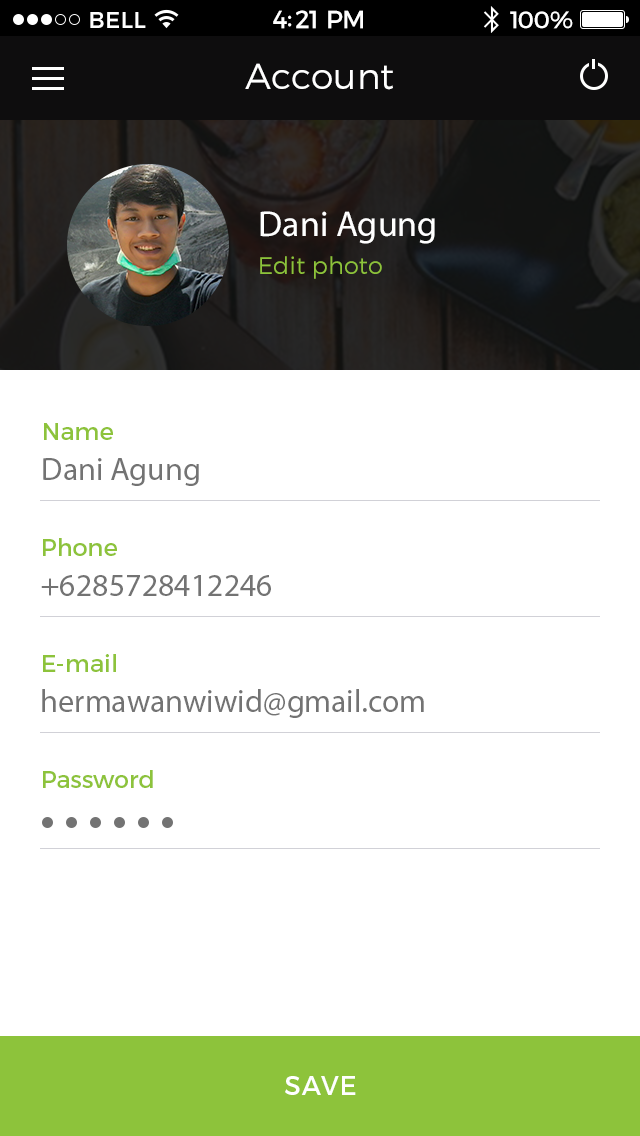 BELL 4:21 PM 100%
Account
Dani Agung
Edit photo
Name
Dani Agung
Phone
+6285728412246
E-mail
hermawanwiwid@gmail.com
Password
SAVE